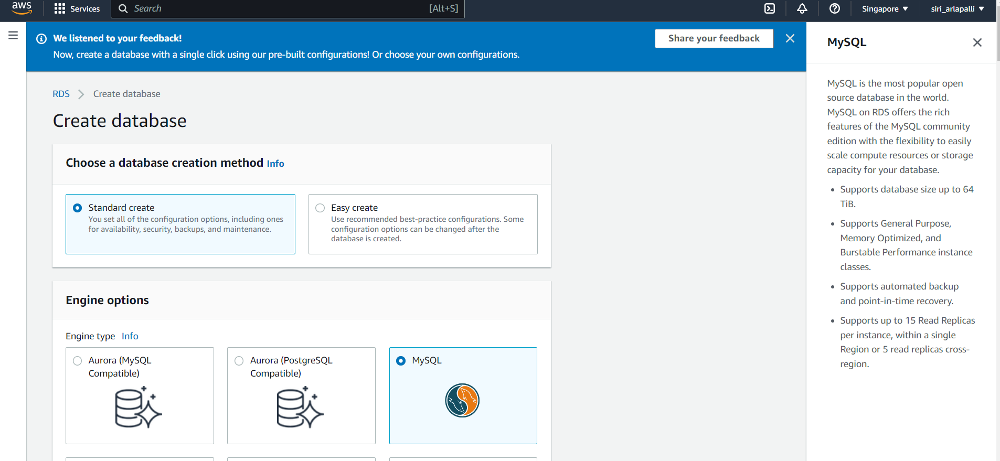 aws
Services
Search
[Alt+S]
Singapore
siri_arlapalli
We listened to your feedback!
Now, create a database with a single click using our pre-built configurations! Or choose your own configurations.
Share your feedback
RDS
Create database
Create database
Choose a database creation method Info
Standard create
You set all of the configuration options, including ones
for availability, security, backups, and maintenance.
Easy create
Use recommended best-practice configurations. Some
configuration options can be changed after the
database is created.
Engine options
Engine type Info
Aurora (MySQL
Compatible)
Aurora (PostgreSQL
Compatible)
MySQL
MySQL
MySQL is the most popular open
source database in the world.
MySQL on RDS offers the rich
features of the MySQL community
edition with the flexibility to easily
scale compute resources or storage
capacity for your database.
Supports database size up to 64
TiB.
Supports General Purpose,
Memory Optimized, and
Burstable Performance instance
classes.
Supports automated backup
and point-in-time recovery.
Supports up to 15 Read Replicas
per instance, within a single
Region or 5 read replicas cross-
region.